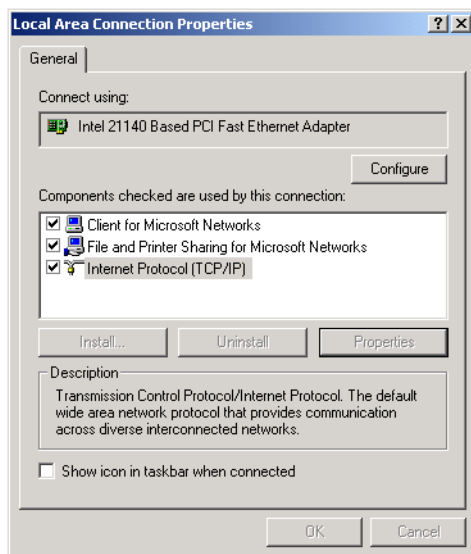 Local Area Connection Properties
General
Connect using:
Intel 21140 Based PCI Fast Ethernet Adapter
Configure
Components checked are used by this connection:
Client for Microsoft Networks
File and Printer Sharing for Microsoft Networks
Internet Protocol (TCP/IP)
Install... Uninstall Properties
Description
Transmission Control Protocol/Internet Protocol. The default
wide area network protocol that provides communication
across diverse interconnected networks.
Show icon in taskbar when connected
OK Cancel